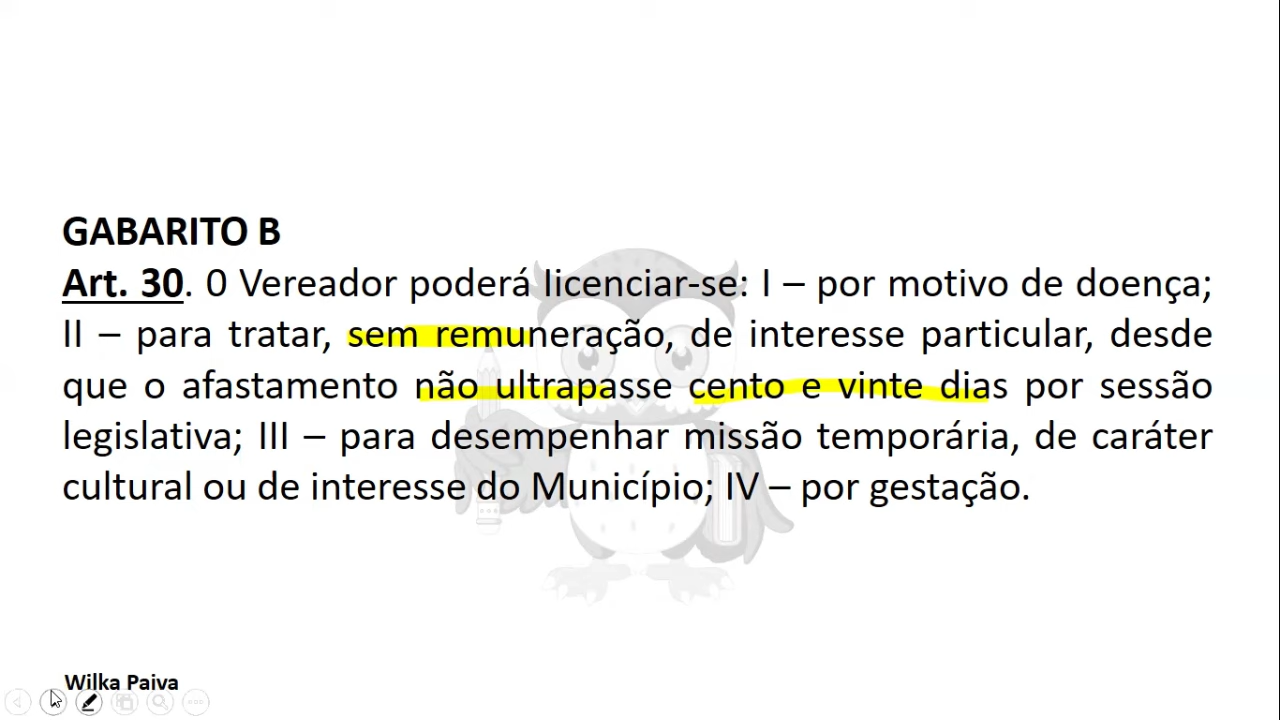 GABARITO B
Art. 30. 0 Vereador poderá licenciar-se: I – por motivo de doença;
II – para tratar, sem remuneração, de interesse particular, desde
que o afastamento não ultrapasse cento e vinte dias por sessão
legislativa; III – para desempenhar missão temporária, de caráter
cultural ou de interesse do Município; IV – por gestação.
Wilka Paiva